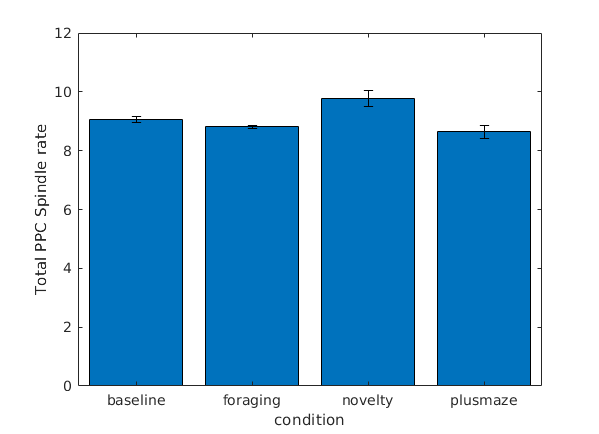 12
10
8
6
4
2
0
Total PPC Spindle rate
baseline foraging novelty plusmaze
condition